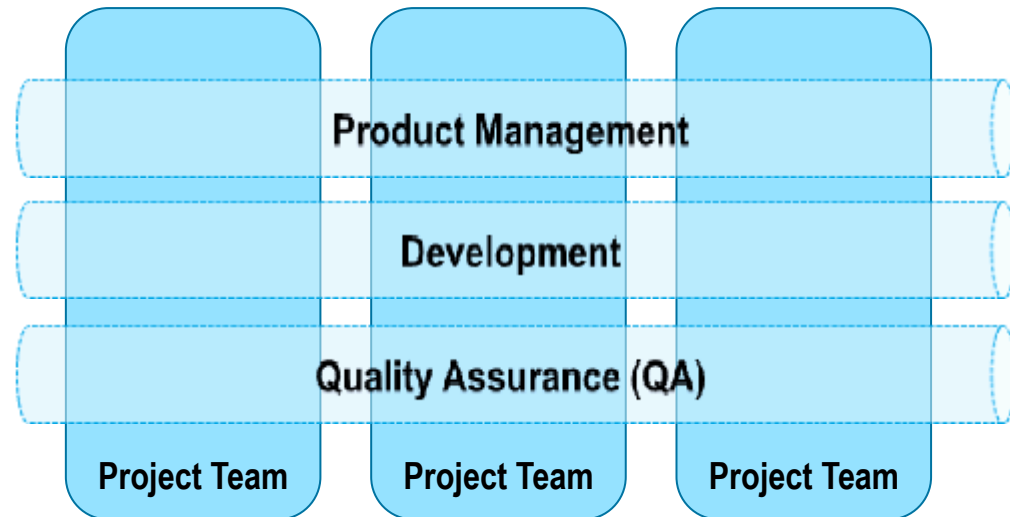 Product Management
Development
Quality Assurance (QA)
Project Team
Project Team
Project Team